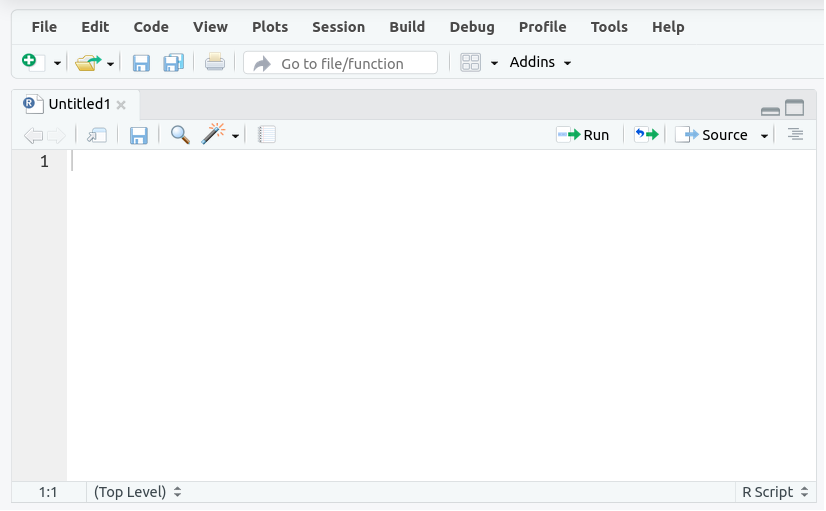 File Edit Code View Plots Session Build Debug Profile Tools Help
Go to file/function Addins
R Untitled1
Run Source
1
1:1 (Top Level) R Script